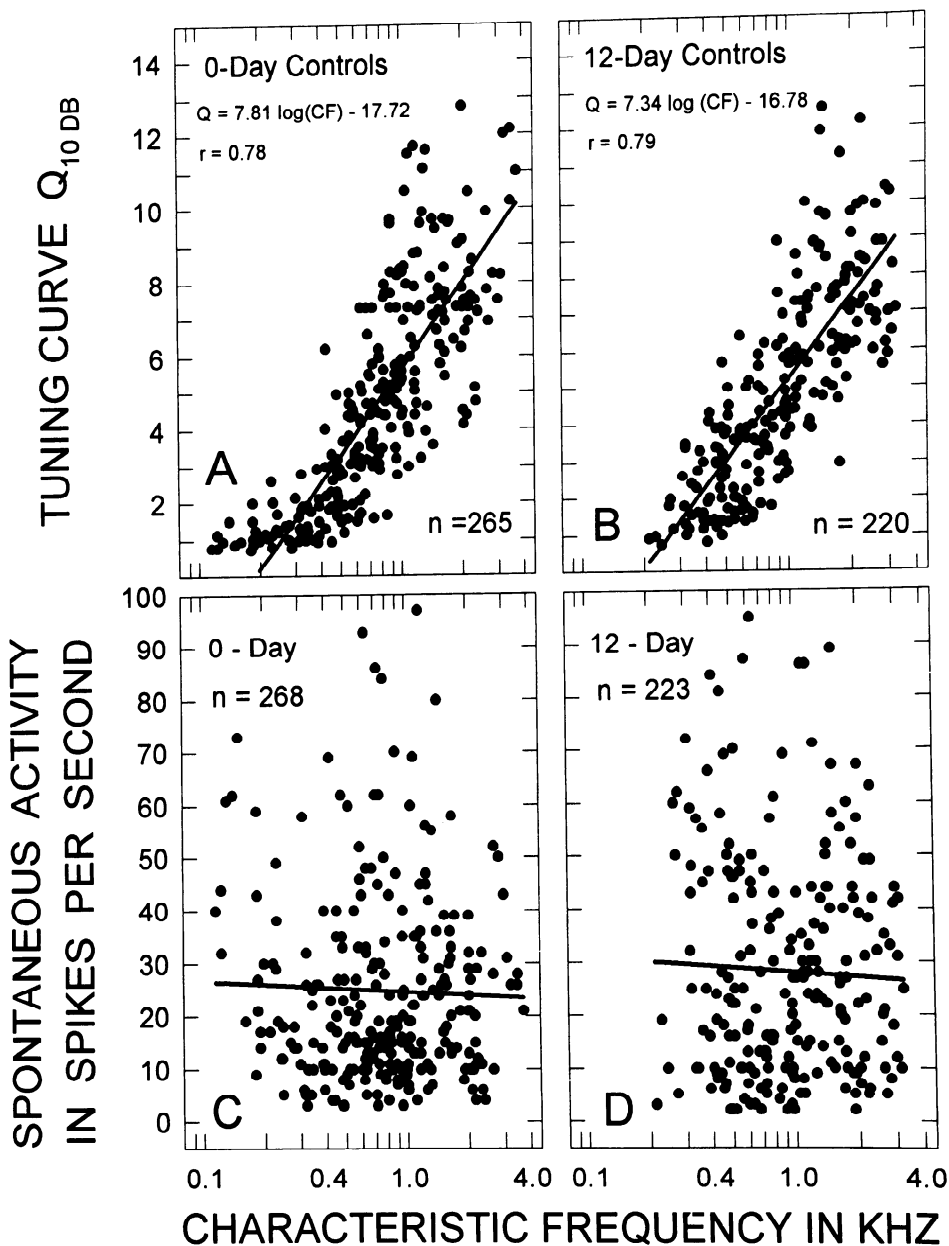 TUNING CURVE Q10 DB
14
12
10
8
6
4
2
0-Day Controls
Q = 7.81 log(CF) - 17.72
r = 0.78
A
n =265
12-Day Controls
Q = 7.34 log (CF) - 16.78
r = 0.79
B
n = 220
SPONTANEOUS ACTIVITY
IN SPIKES PER SECOND
100
90
80
70
60
50
40
30
20
10
0
0 - Day
n = 268
C
12 - Day
n = 223
D
0.1 0.4 1.0 4.0
0.1 0.4 1.0 4.0
CHARACTERISTIC FREQUENCY IN KHZ